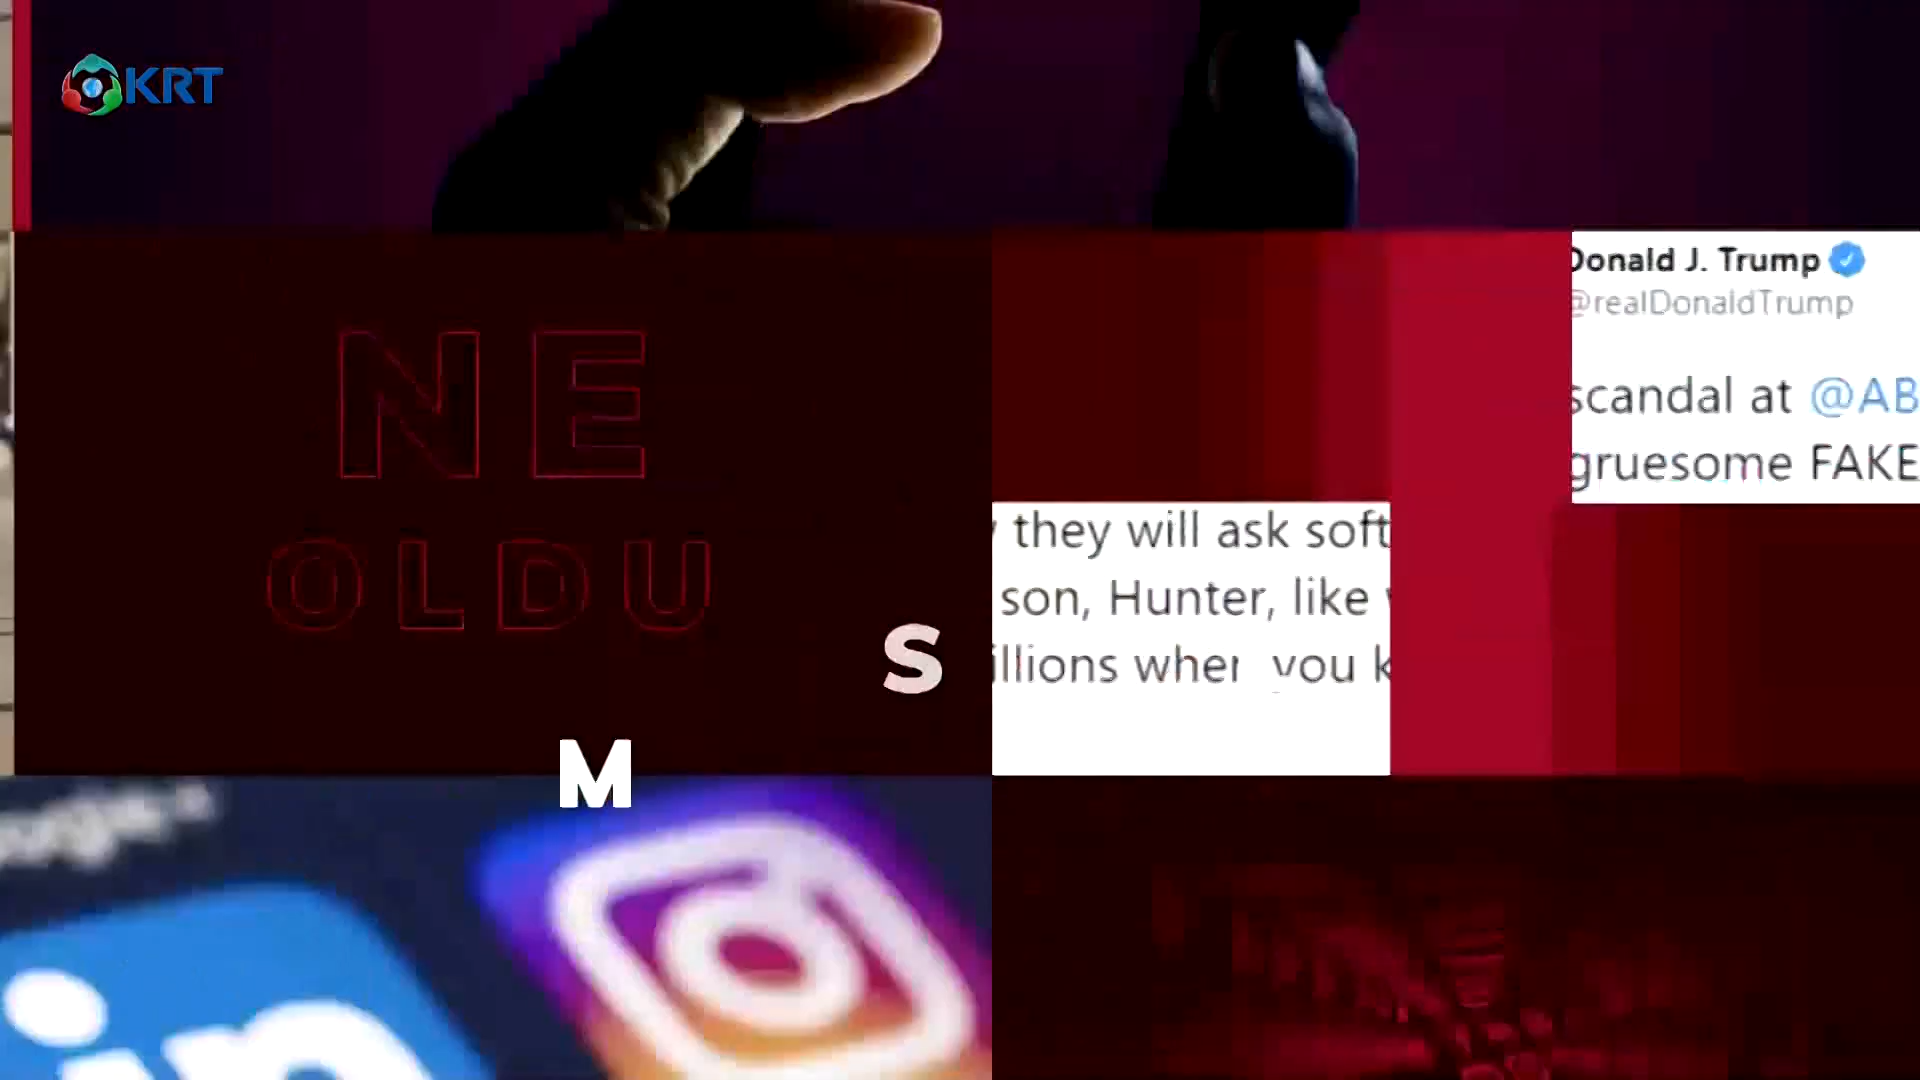 KRT
Donald J. Trump
@realDonaldTrump
scandal at @AB
gruesome FAKE
NE
OLDU
they will ask soft
son, Hunter, like
illions when you k
S
M
in